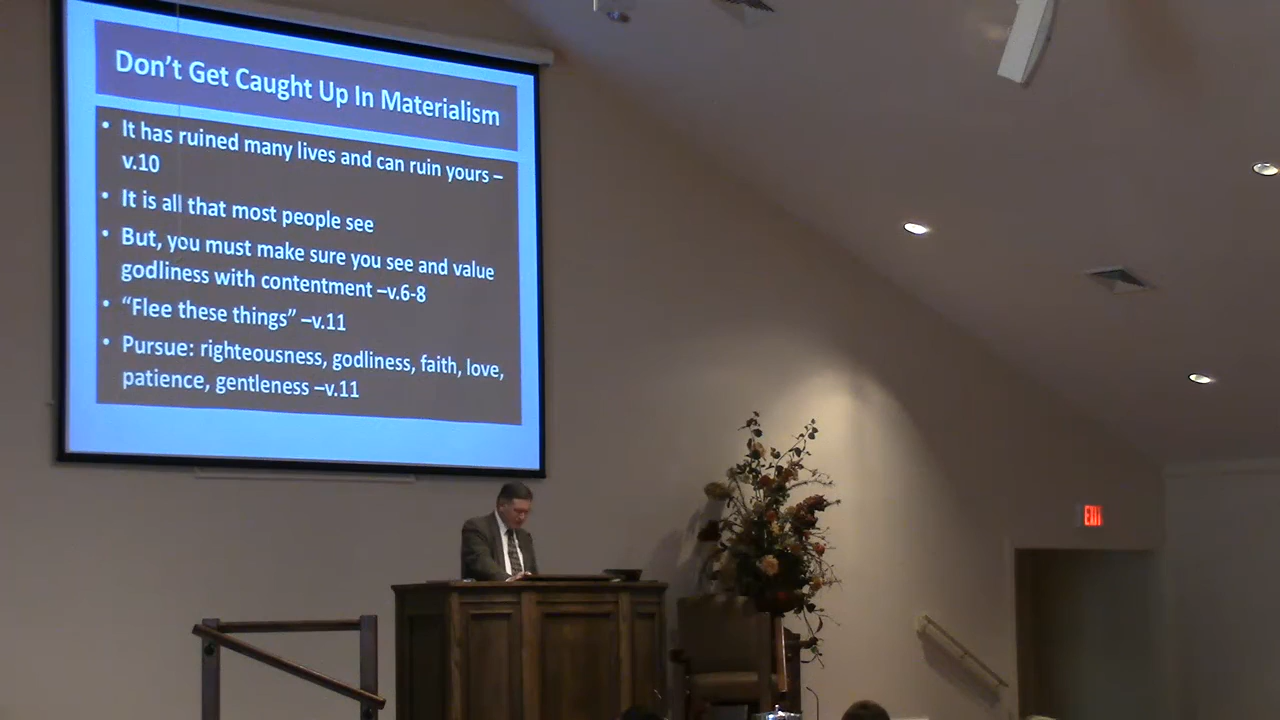 Don't Get Caught Up In Materialism
• It has ruined many lives and can ruin yours –
v.10
• It is all that most people see
• But, you must make sure you see and value
godliness with contentment –v.6-8
• “Flee these things” –v.11
• Pursue: righteousness, godliness, faith, love,
patience, gentleness –v.11
EXIT